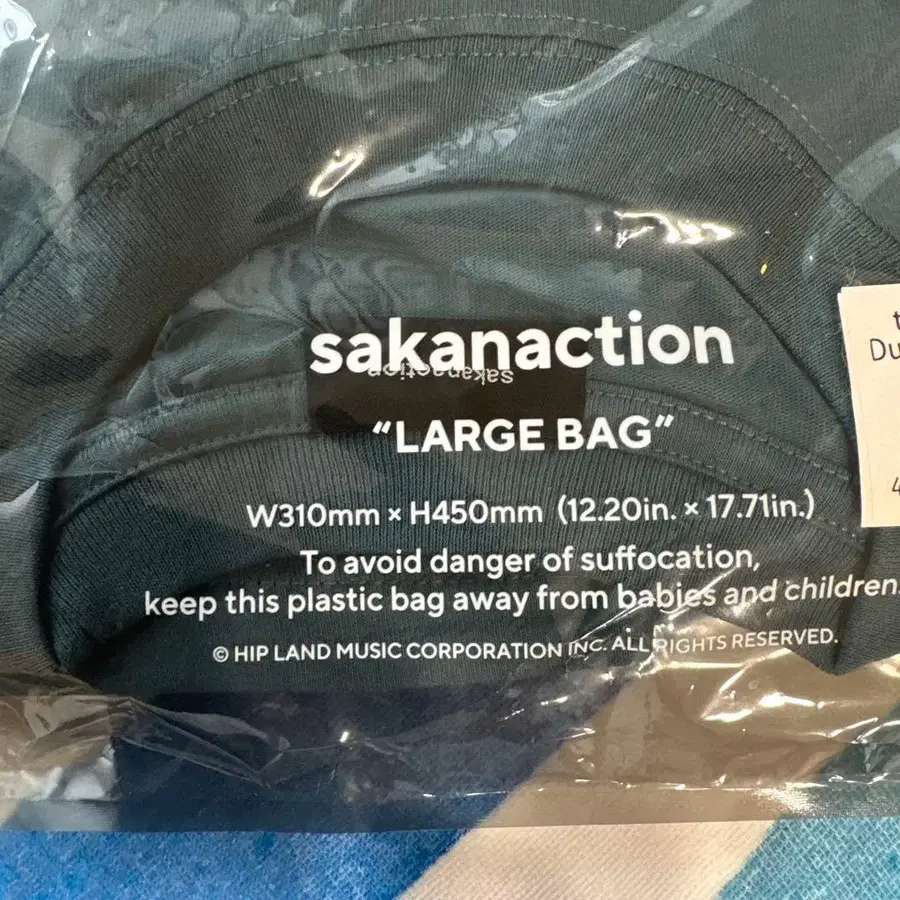 sakanaction
sakanaction
“LARGE BAG”
W310mm × H450mm (12.20in. × 17.71in.)
To avoid danger of suffocation,
keep this plastic bag away from babies and children.
© HIP LAND MUSIC CORPORATION INC. ALL RIGHTS RESERVED.